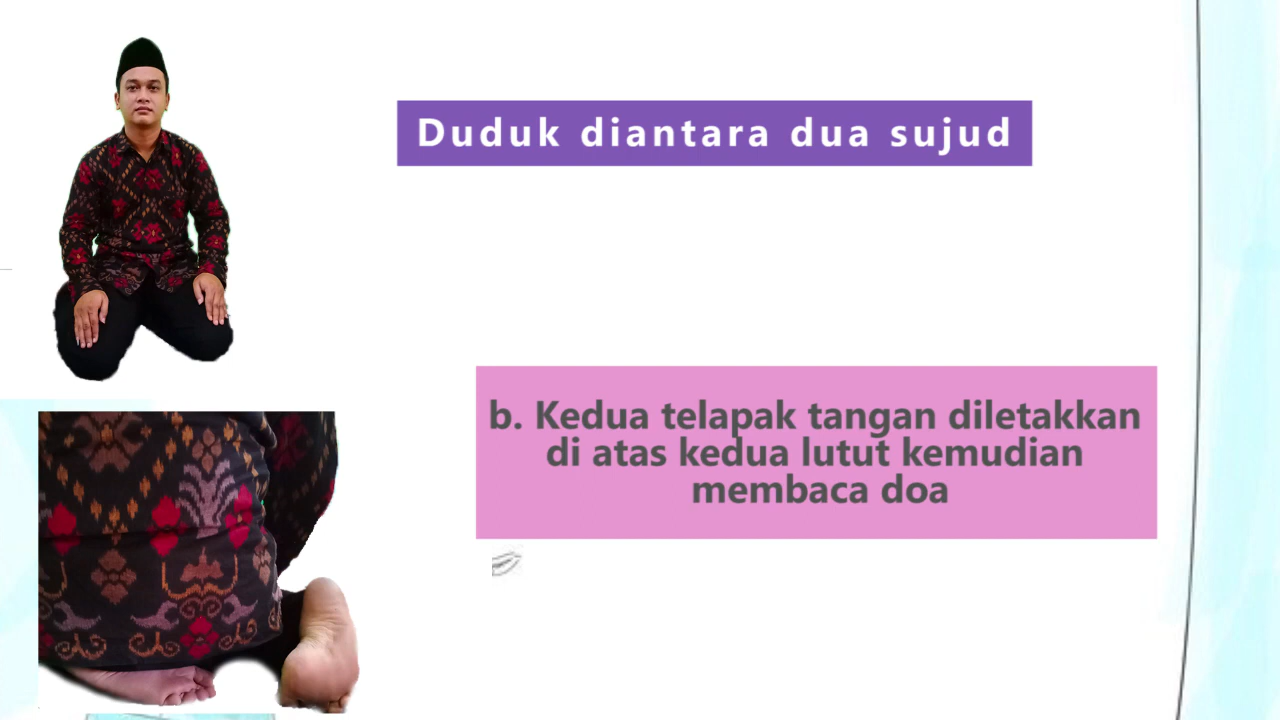 Duduk diantara dua sujud
b. Kedua telapak tangan diletakkan
di atas kedua lutut kemudian
membaca doa